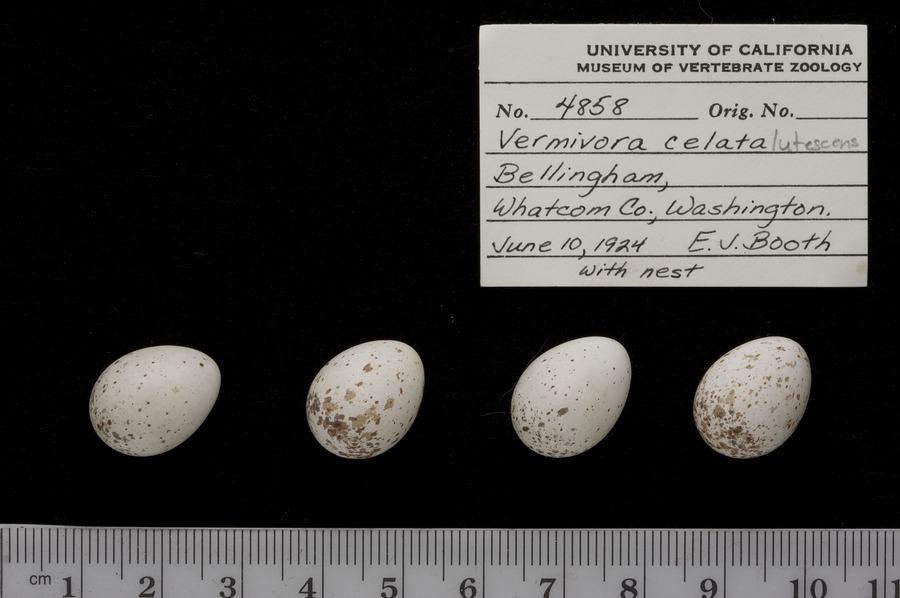 UNIVERSITY OF CALIFORNIA
MUSEUM OF VERTEBRATE ZOOLOGY
No. 4858 Orig. No.
Vermivora celata lutescens
Bellingham,
Whatcom Co., Washington.
June 10, 1924 E. J. Booth
with nest
cm 1 2 3 4 5 6 7 8 9 10 11